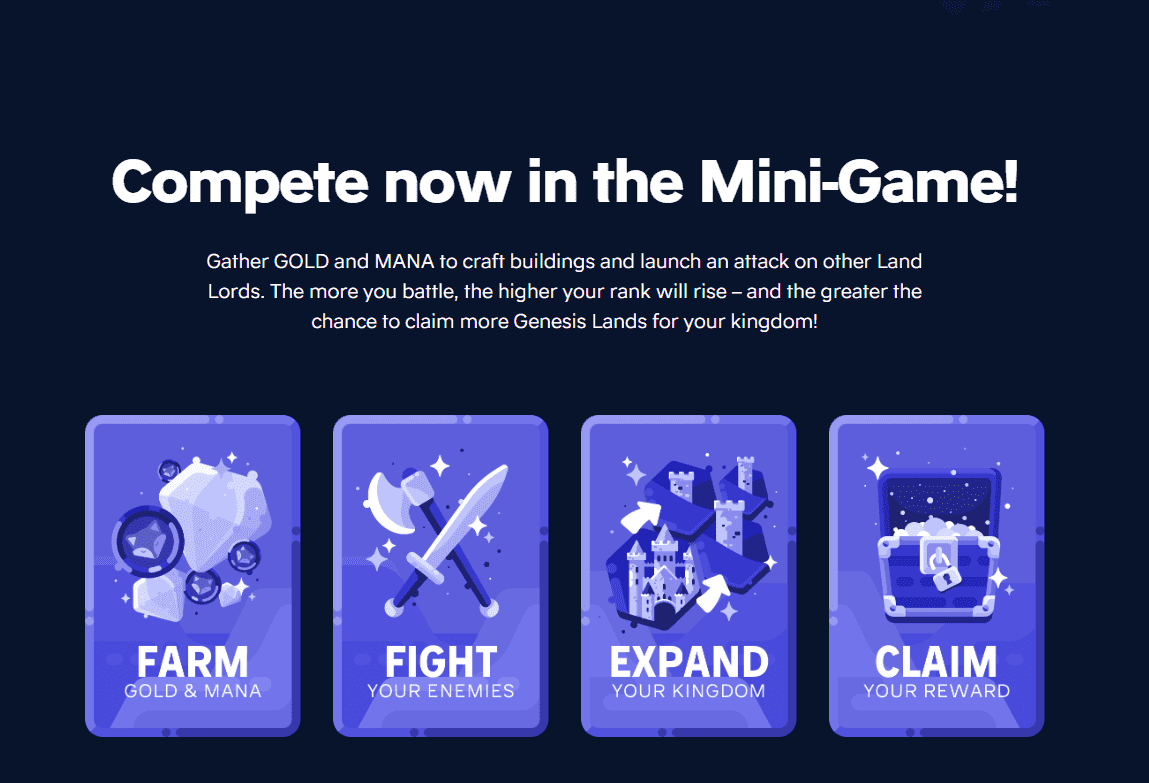 Compete now in the Mini-Game!
Gather GOLD and MANA to craft buildings and launch an attack on other Land
Lords. The more you battle, the higher your rank will rise – and the greater the
chance to claim more Genesis Lands for your kingdom!
FARM
GOLD & MANA
FIGHT
YOUR ENEMIES
EXPAND
YOUR KINGDOM
CLAIM
YOUR REWARD